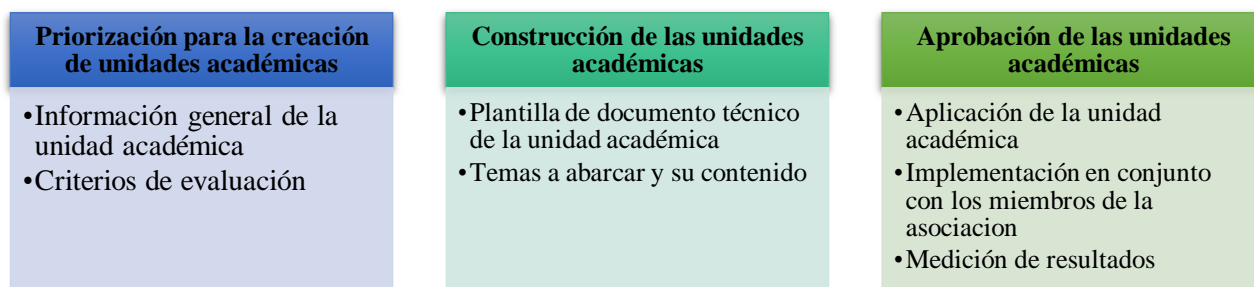 Priorización para la creación
de unidades académicas
•Información general de la
unidad académica
•Criterios de evaluación
Construcción de las unidades
académicas
•Plantilla de documento técnico
de la unidad académica
•Temas a abarcar y su contenido
Aprobación de las unidades
académicas
•Aplicación de la unidad
académica
•Implementación en conjunto
con los miembros de la
asociacion
•Medición de resultados